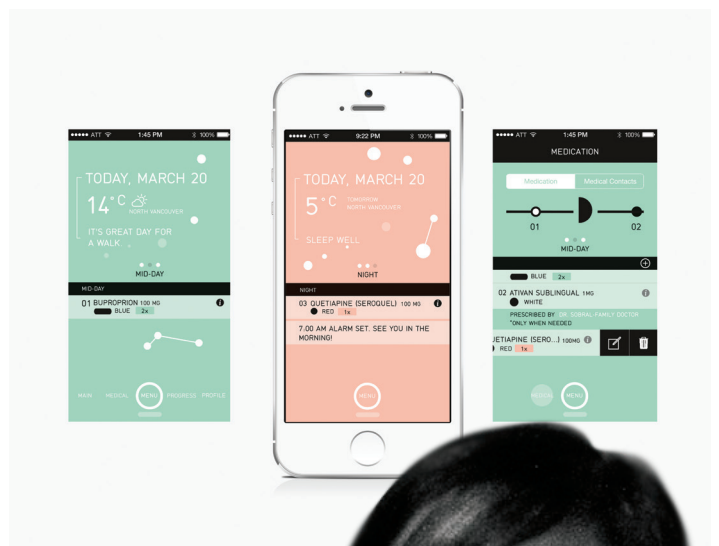 ATT
1:45 PM
100%
TODAY, MARCH 20
14° C
NORTH VANCOUVER
IT'S GREAT DAY FOR
A WALK
MID-DAY
MID-DAY
01 BUPROPRION 100 MG
BLUE 2x
MAIN MEDICAL MENU PROGRESS PROFILE
ATT
9:22 PM
100%
TODAY, MARCH 20
5° C
TOMORROW
NORTH VANCOUVER
SLEEP WELL
NIGHT
NIGHT
03 QUETIAPINE (SEROQUEL) 100 MG
RED 1x
7.00 AM ALARM SET. SEE YOU IN THE
MORNING!
MENU
ATT
1:45 PM
100%
MEDICATION
Medication Medical Contacts
01 02
MID-DAY
BLUE 2x
02 ATIVAN SUBLINGUAL 1MG
WHITE
PRESCRIBED BY DR. SOBRAL-FAMILY DOCTOR
*ONLY WHEN NEEDED
UETIAPINE (SERO...) 100MG
RED 1x
MENU